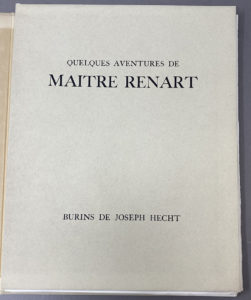 QUELQUES AVENTURES DE
MAITRE RENART
BURINS DE JOSEPH HECHT